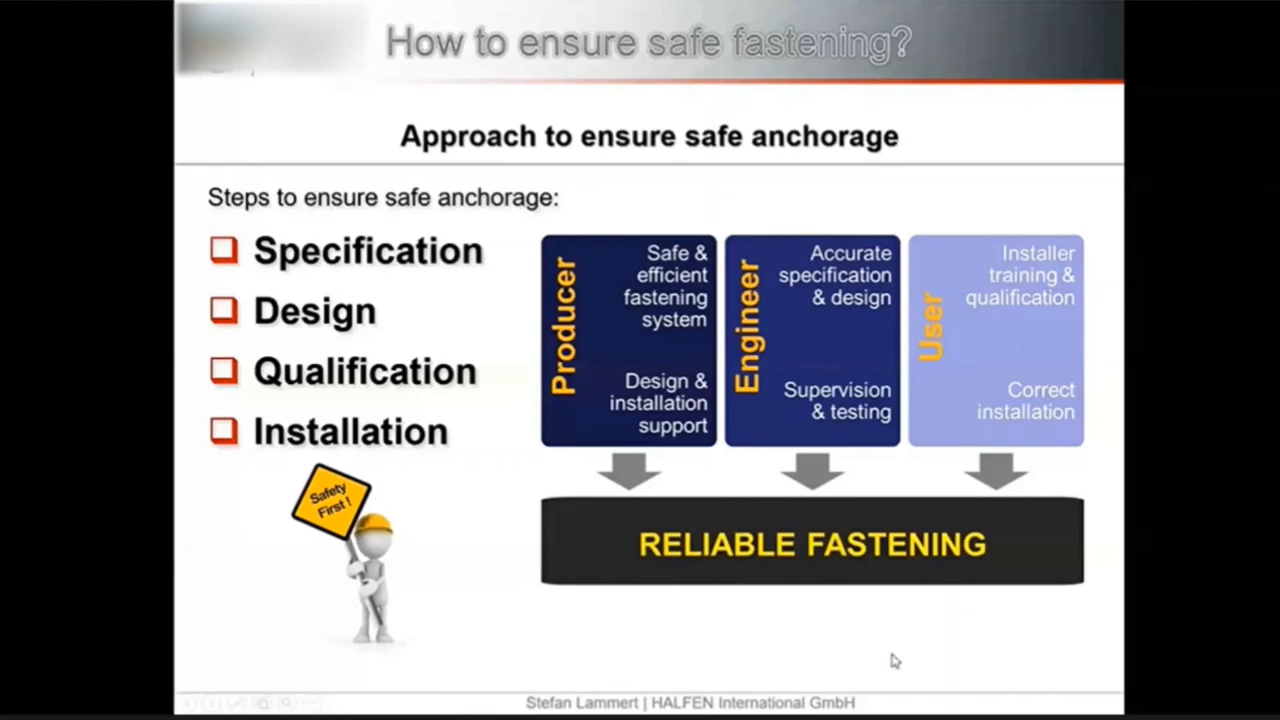 How to ensure safe fastening?
Approach to ensure safe anchorage
Steps to ensure safe anchorage:
Specification
Design
Qualification
Installation
Safety
First !
Producer
Safe &
efficient
fastening
system
Design &
installation
support
Engineer
Accurate
specification
& design
Supervision
& testing
User
Installer
training &
qualification
Correct
installation
RELIABLE FASTENING
Stefan Lammert | HALFEN International GmbH